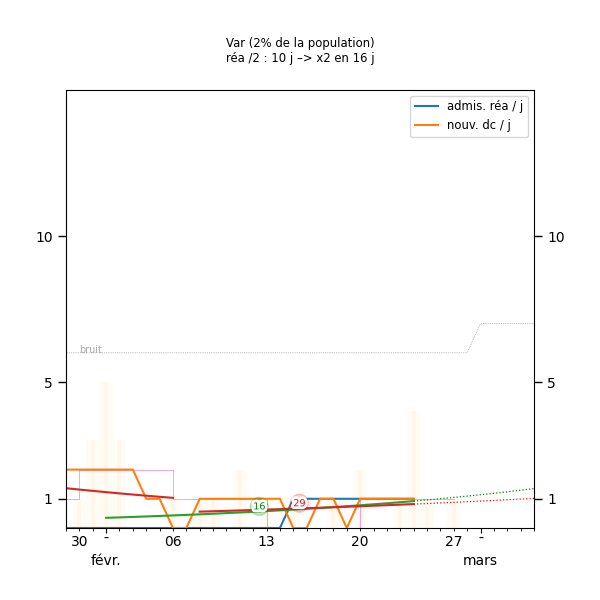 Var (2% de la population)
réa /2 : 10 j –> x2 en 16 j
admis. réa / j
nouv. dc / j
10 10
bruit
5 5
1 16 29 1
30 - 06 13 20 27 -
févr. mars